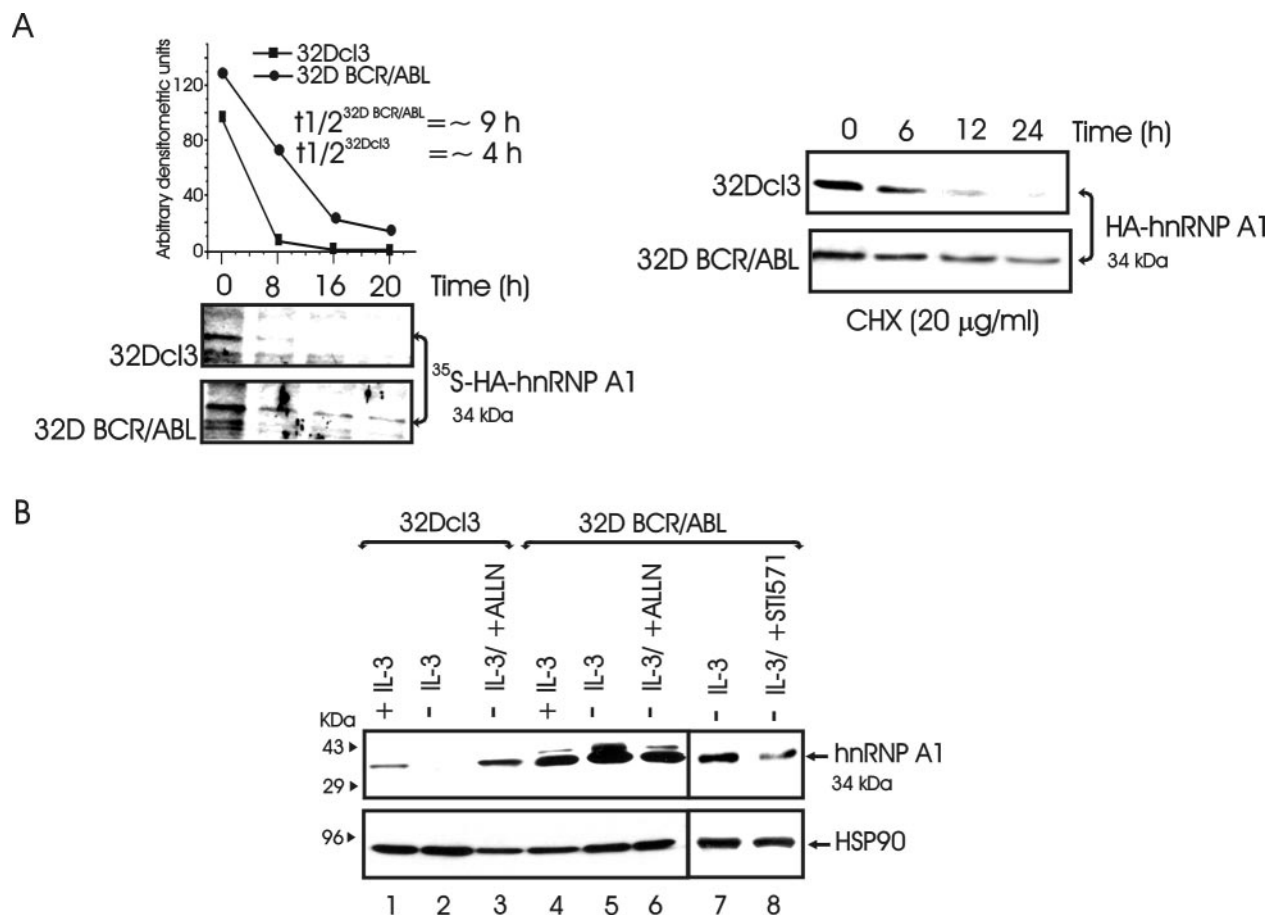 A
Arbitrary densitometric units
120
80
40
0
32Dcl3
32D BCR/ABL
t1/2 32D BCR/ABL =~ 9 h
t1/2 32Dcl3 =~ 4 h
0 8 16 20 Time (h)
32Dcl3
32D BCR/ABL
35S-HA-hnRNP A1
34 kDa
0 6 12 24 Time (h)
32Dcl3
32D BCR/ABL
HA-hnRNP A1
34 kDa
CHX (20 μg/ml)
B
32Dcl3 32D BCR/ABL
+ IL-3
- IL-3
- IL-3/ +ALLN
+ IL-3
- IL-3
- IL-3/ +ALLN
- IL-3
- IL-3/ +STI571
KDa
43
29
hnRNP A1
34 kDa
96
HSP90
1 2 3 4 5 6 7 8